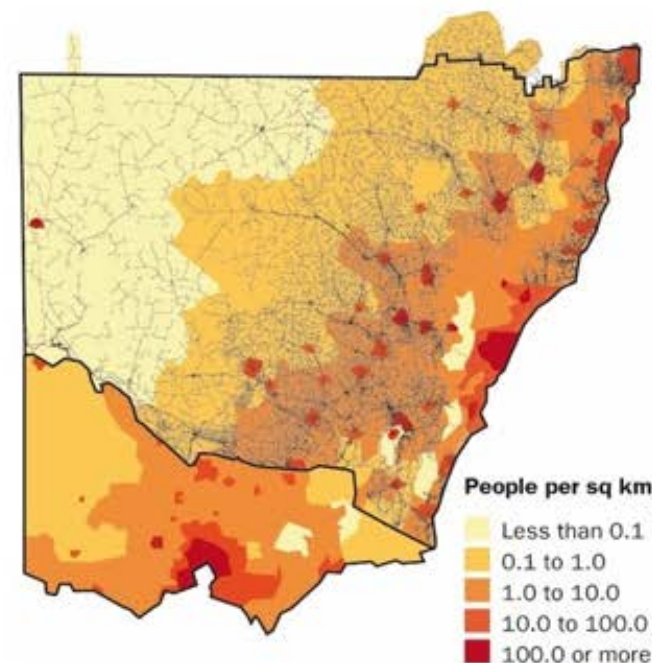 People per sq km
Less than 0.1
0.1 to 1.0
1.0 to 10.0
10.0 to 100.0
100.0 or more